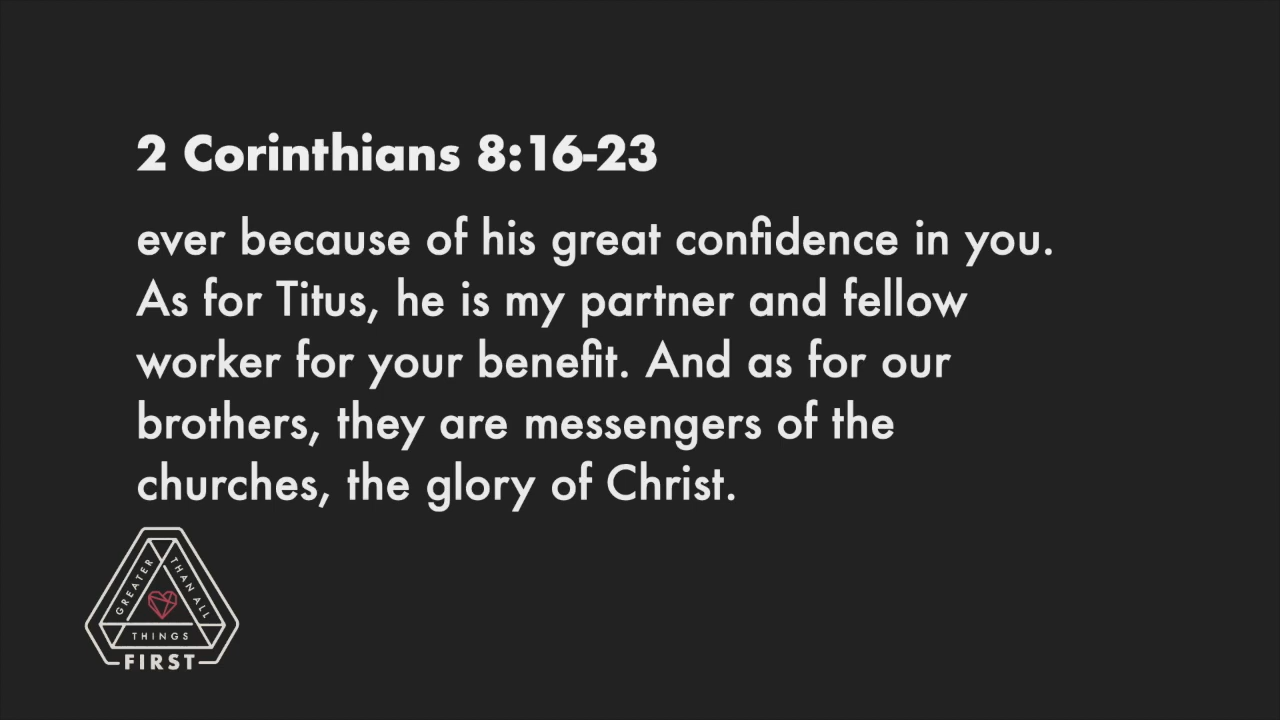 2 Corinthians 8:16-23
ever because of his great confidence in you.
As for Titus, he is my partner and fellow
worker for your benefit. And as for our
brothers, they are messengers of the
churches, the glory of Christ.
GREATER
THAN ALL
THINGS
FIRST